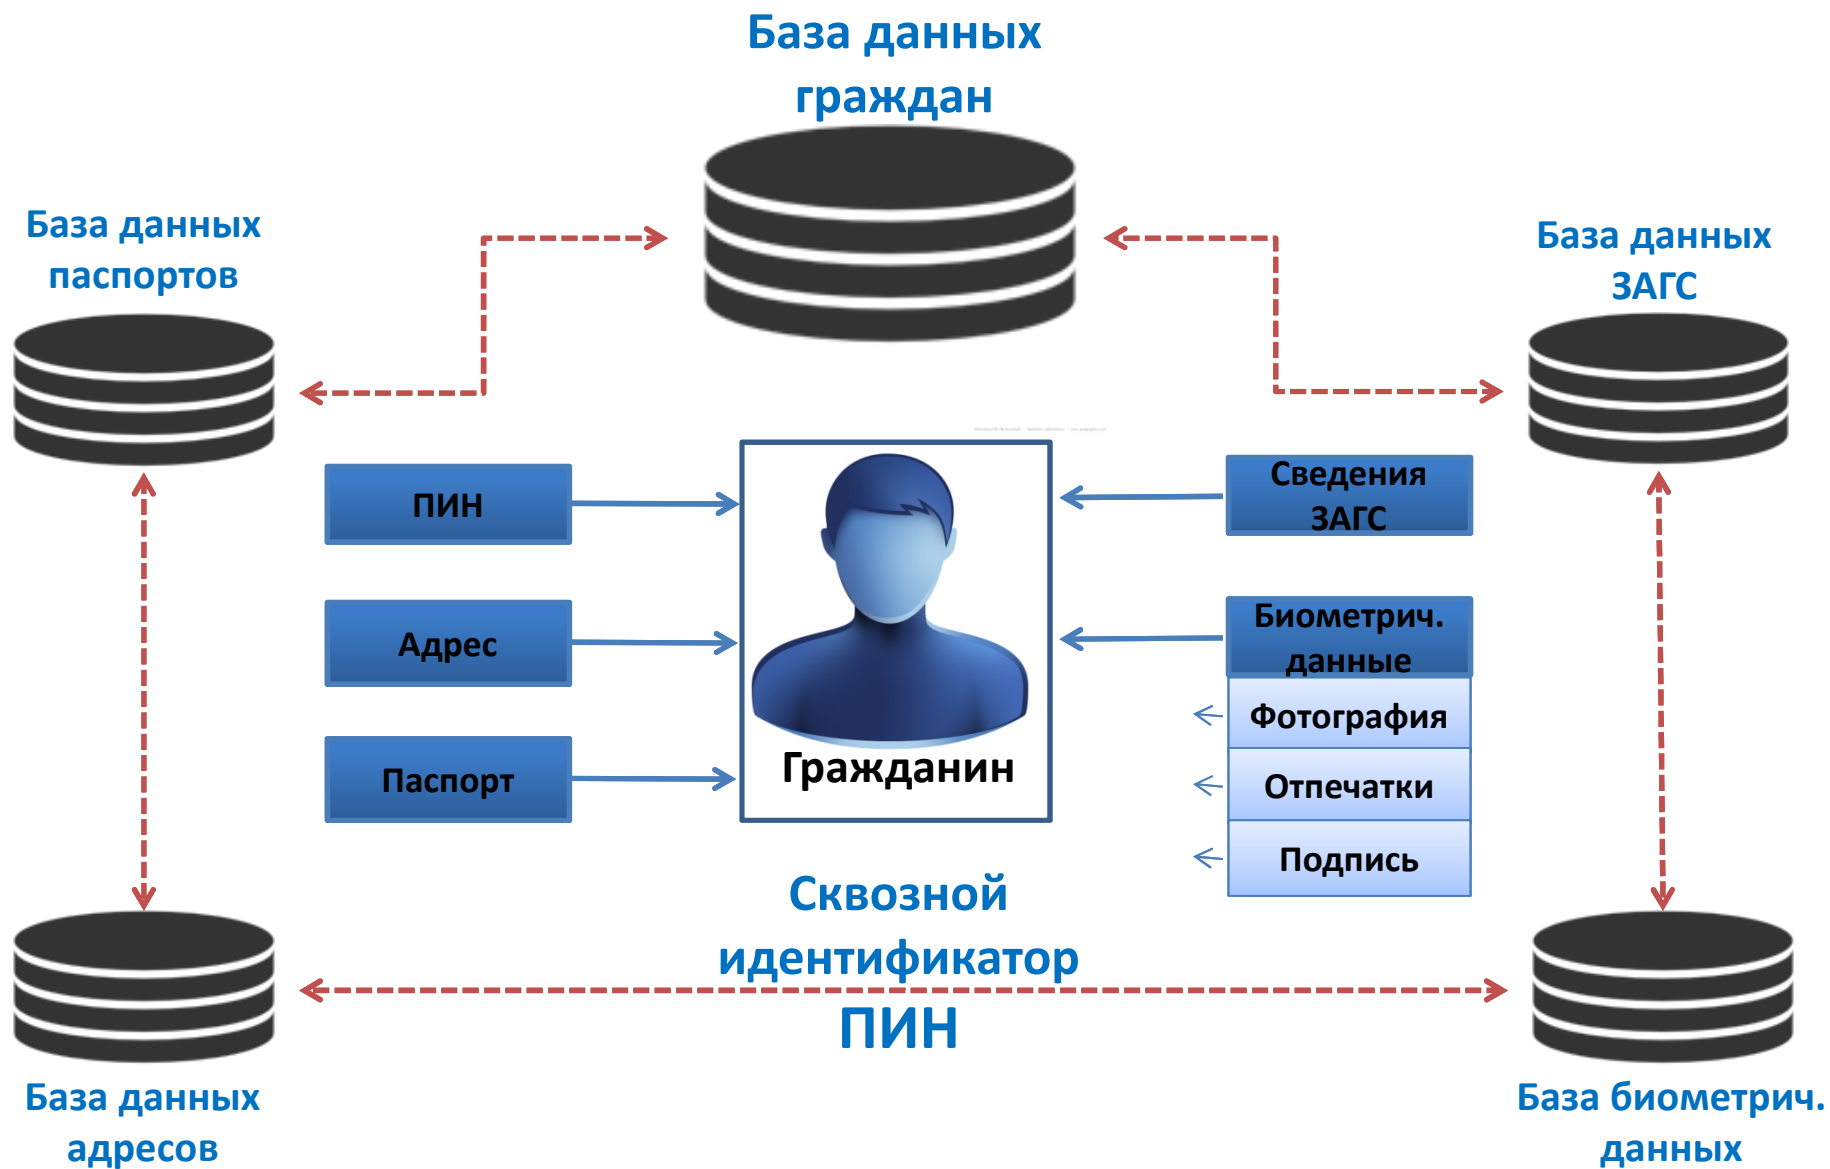 База данных
граждан
База данных
паспортов
База данных
ЗАГС
ПИН
Адрес
Паспорт
Гражданин
Сведения
ЗАГС
Биометрич.
данные
Фотография
Отпечатки
Подпись
Сквозной
идентификатор
ПИН
База данных
адресов
База биометрич.
данных